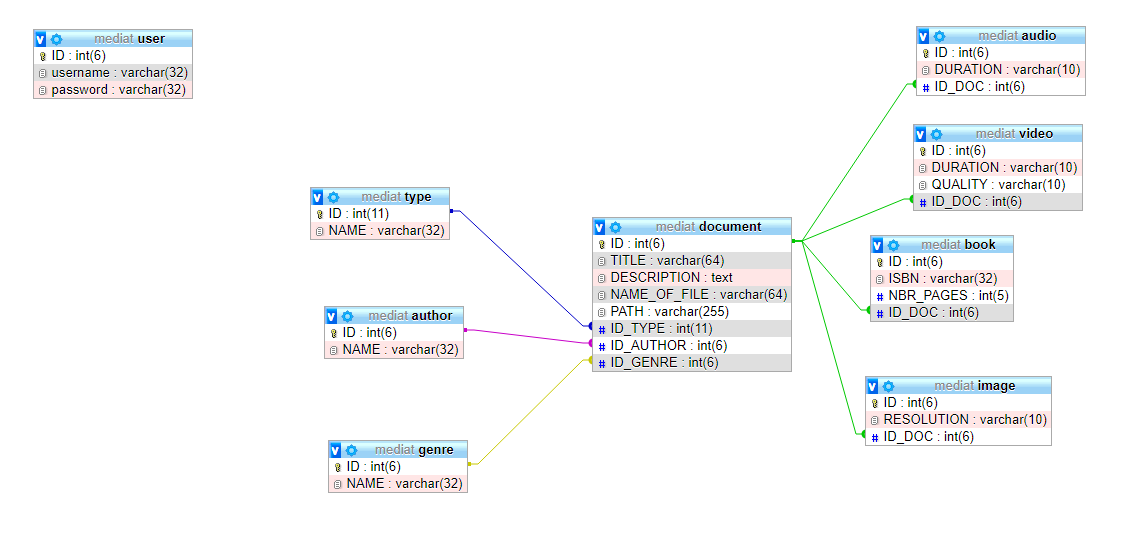 mediat user
ID : int(6)
username : varchar(32)
password : varchar(32)
mediat type
ID : int(11)
NAME : varchar(32)
mediat author
ID : int(6)
NAME : varchar(32)
mediat genre
ID : int(6)
NAME : varchar(32)
mediat document
ID : int(6)
TITLE : varchar(64)
DESCRIPTION : text
NAME_OF_FILE : varchar(64)
PATH : varchar(255)
# ID_TYPE : int(11)
# ID_AUTHOR : int(6)
# ID_GENRE : int(6)
mediat audio
ID : int(6)
DURATION : varchar(10)
# ID_DOC : int(6)
mediat video
ID : int(6)
DURATION : varchar(10)
QUALITY : varchar(10)
# ID_DOC : int(6)
mediat book
ID : int(6)
ISBN : varchar(32)
# NBR_PAGES : int(5)
# ID_DOC : int(6)
mediat image
ID : int(6)
RESOLUTION : varchar(10)
# ID_DOC : int(6)